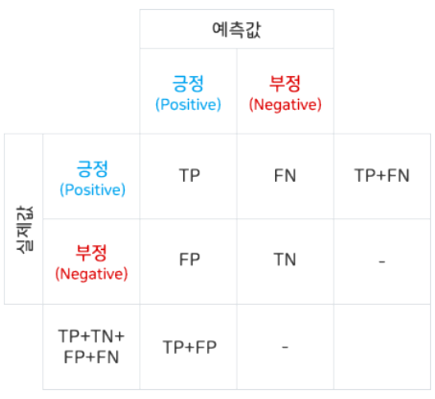 예측값
긍정
(Positive)
부정
(Negative)
실제값
긍정
(Positive)
TP
FN
TP+FN
부정
(Negative)
FP
TN
-
TP+TN+
FP+FN
TP+FP
-